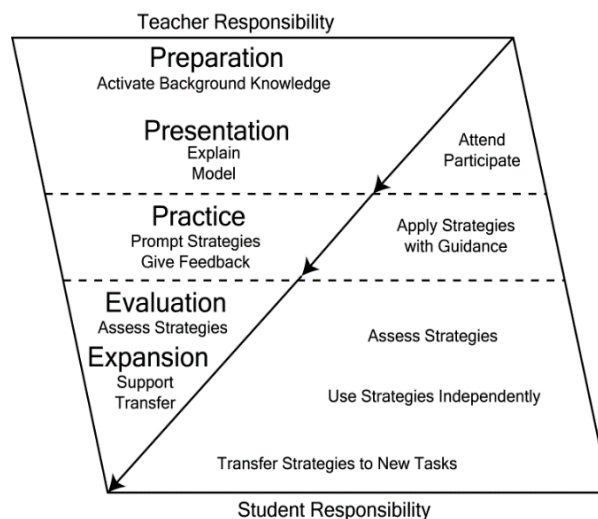 Teacher Responsibility
Preparation
Activate Background Knowledge
Presentation
Explain
Model
Attend
Participate
Practice
Prompt Strategies
Give Feedback
Apply Strategies
with Guidance
Evaluation
Assess Strategies
Expansion
Support
Transfer
Assess Strategies
Use Strategies Independently
Transfer Strategies to New Tasks
Student Responsibility